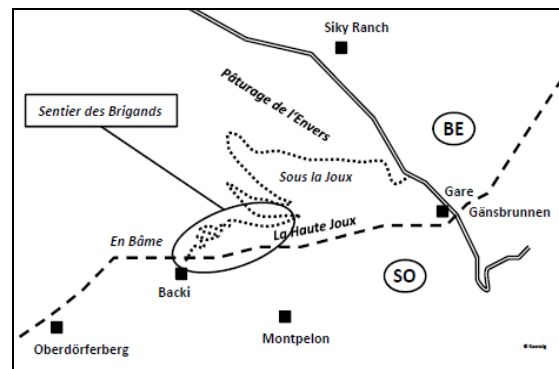 Siky Ranch
Pâturage de l'Envers
Sentier des Brigands
BE
Sous la Joux
Gare
Gänsbrunnen
La Haute Joux
En Bâme
SO
Backi
Montpelon
Oberdörferberg